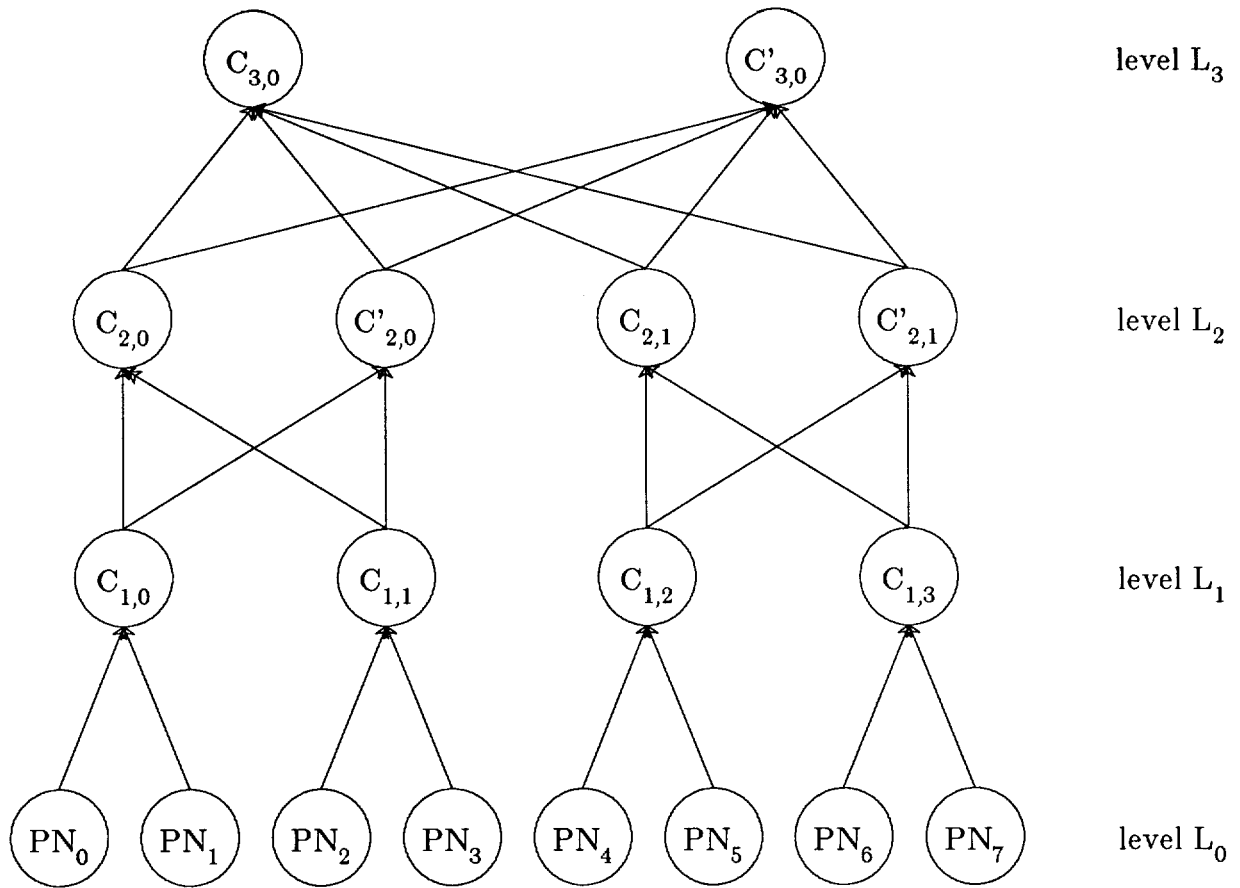 C3,0 C'3,0 level L3
C2,0 C'2,0 C2,1 C'2,1 level L2
C1,0 C1,1 C1,2 C1,3 level L1
PN0 PN1 PN2 PN3 PN4 PN5 PN6 PN7 level L0